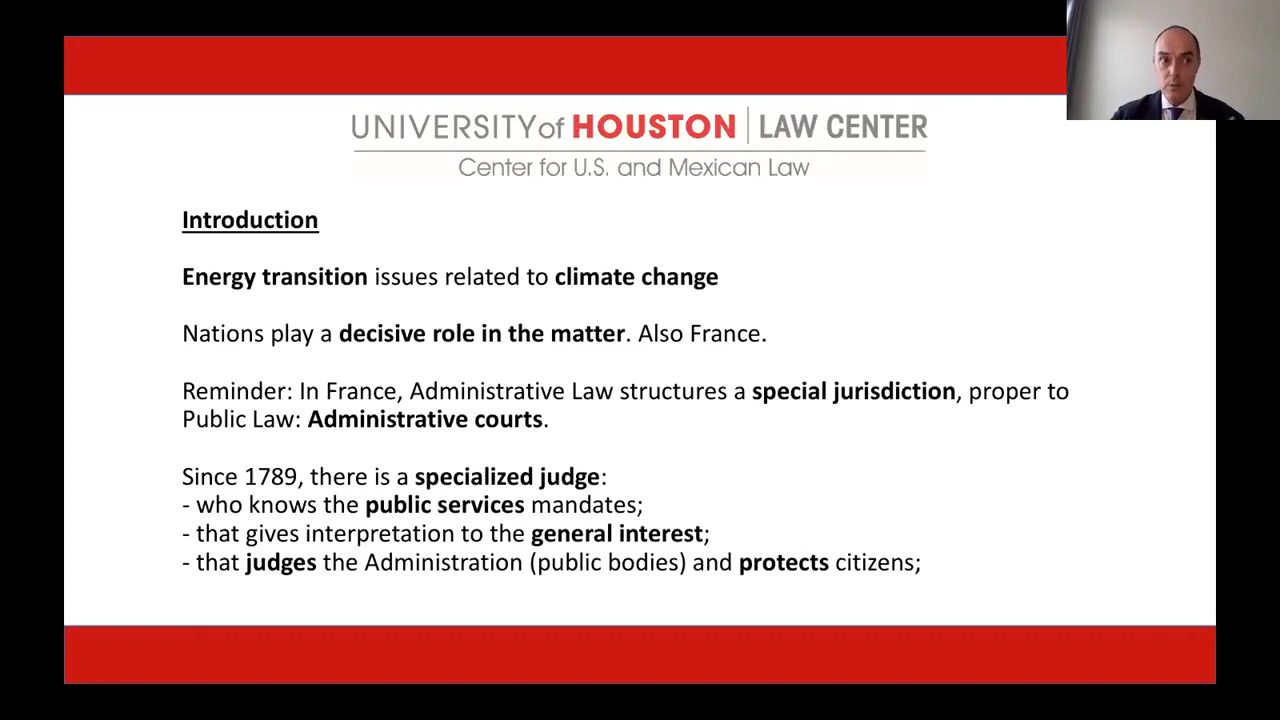 UNIVERSITY of HOUSTON | LAW CENTER
Center for U.S. and Mexican Law
Introduction
Energy transition issues related to climate change
Nations play a decisive role in the matter. Also France.
Reminder: In France, Administrative Law structures a special jurisdiction, proper to
Public Law: Administrative courts.
Since 1789, there is a specialized judge:
- who knows the public services mandates;
- that gives interpretation to the general interest;
- that judges the Administration (public bodies) and protects citizens;